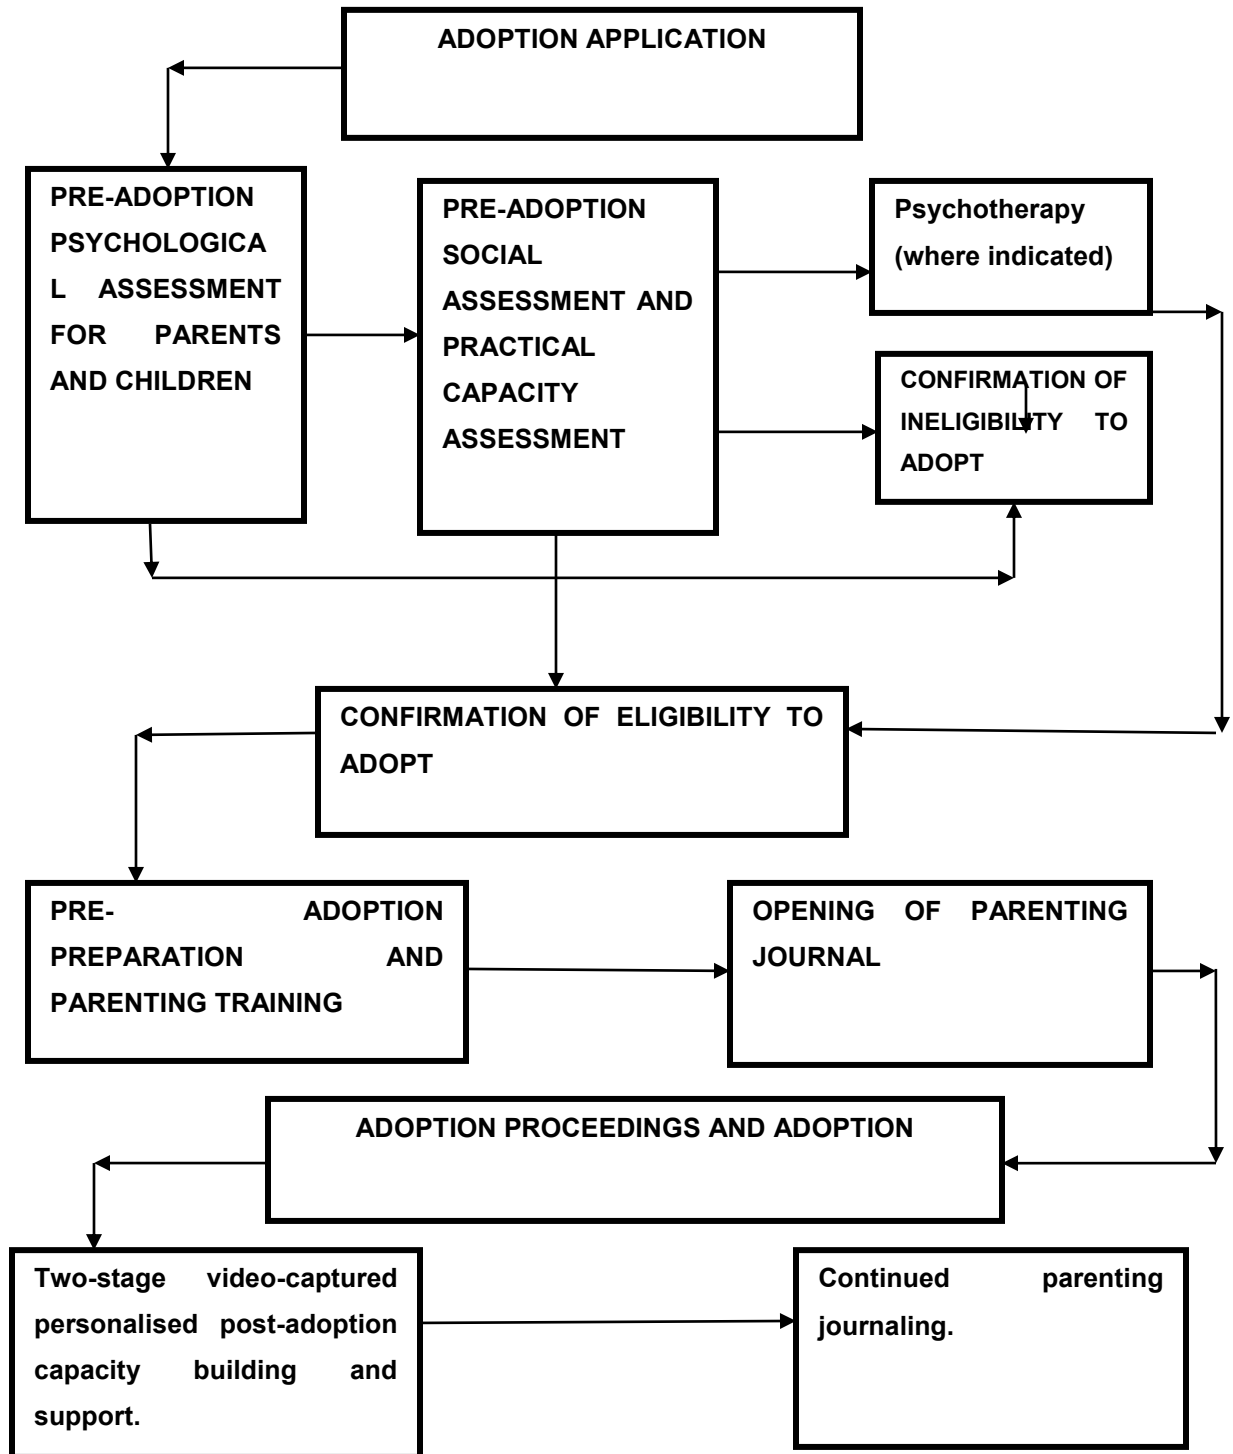 ADOPTION APPLICATION
PRE-ADOPTION
PSYCHOLOGICA
L ASSESSMENT
FOR PARENTS
AND CHILDREN
PRE-ADOPTION
SOCIAL
ASSESSMENT AND
PRACTICAL
CAPACITY
ASSESSMENT
Psychotherapy
(where indicated)
CONFIRMATION OF
INELIGIBILITY TO
ADOPT
CONFIRMATION OF ELIGIBILITY TO
ADOPT
PRE- ADOPTION
PREPARATION AND
PARENTING TRAINING
OPENING OF PARENTING
JOURNAL
ADOPTION PROCEEDINGS AND ADOPTION
Two-stage video-captured
personalised post-adoption
capacity building and
support.
Continued parenting
journaling.